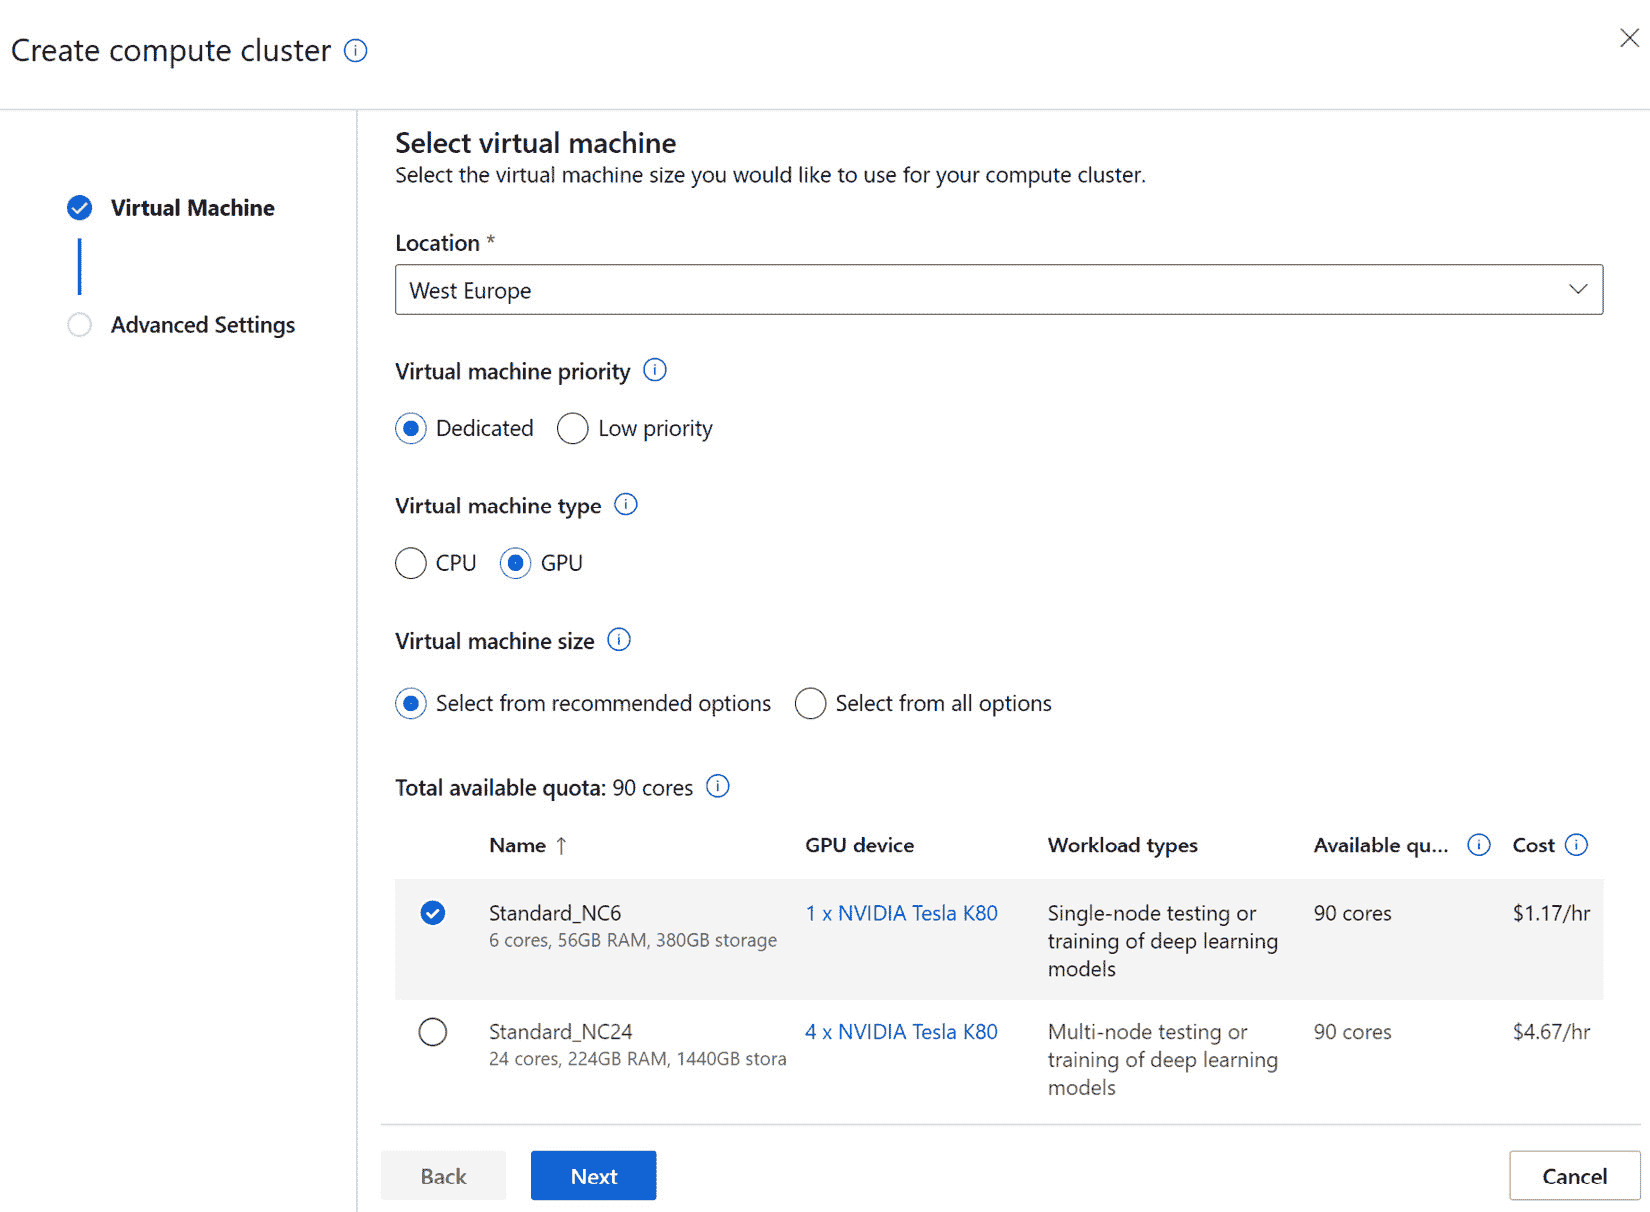 Create compute cluster
Virtual Machine
Advanced Settings
Select virtual machine
Select the virtual machine size you would like to use for your compute cluster.
Location *
West Europe
Virtual machine priority
Dedicated Low priority
Virtual machine type
CPU GPU
Virtual machine size
Select from recommended options Select from all options
Total available quota: 90 cores
Name ↑ GPU device Workload types Available qu... Cost
Standard_NC6 1 x NVIDIA Tesla K80 Single-node testing or 90 cores $1.17/hr
6 cores, 56GB RAM, 380GB storage training of deep learning
models
Standard_NC24 4 x NVIDIA Tesla K80 Multi-node testing or 90 cores $4.67/hr
24 cores, 224GB RAM, 1440GB stora training of deep learning
models
Back Next Cancel